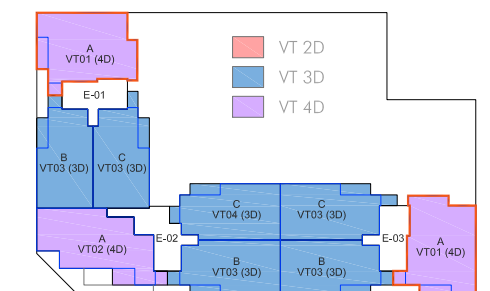 A
VT01 (4D)
VT 2D
VT 3D
VT 4D
E-01
B
VT03 (3D)
C
VT03 (3D)
C
VT04 (3D)
C
VT03 (3D)
A
VT02 (4D)
E-02
E-03
A
VT01 (4D)
B
VT03 (3D)
B
VT03 (3D)